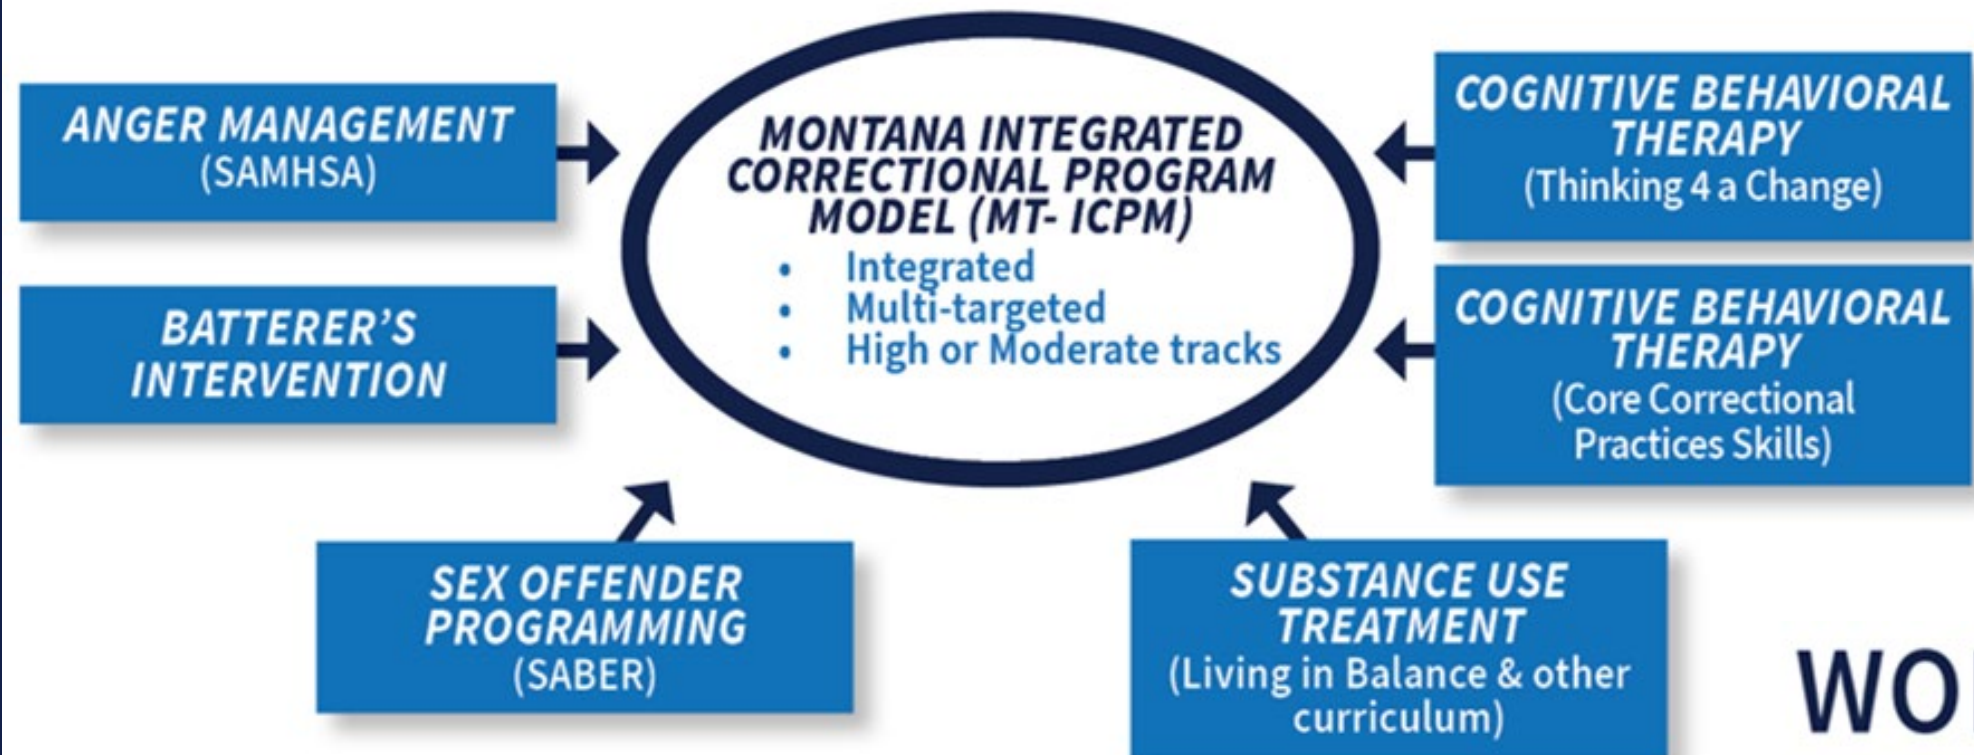 ANGER MANAGEMENT
(SAMHSA)
BATTERER’S
INTERVENTION
MONTANA INTEGRATED
CORRECTIONAL PROGRAM
MODEL (MT- ICPM)
• Integrated
• Multi-targeted
• High or Moderate tracks
COGNITIVE BEHAVIORAL
THERAPY
(Thinking 4 a Change)
COGNITIVE BEHAVIORAL
THERAPY
(Core Correctional
Practices Skills)
SEX OFFENDER
PROGRAMMING
(SABER)
SUBSTANCE USE
TREATMENT
(Living in Balance & other
curriculum)